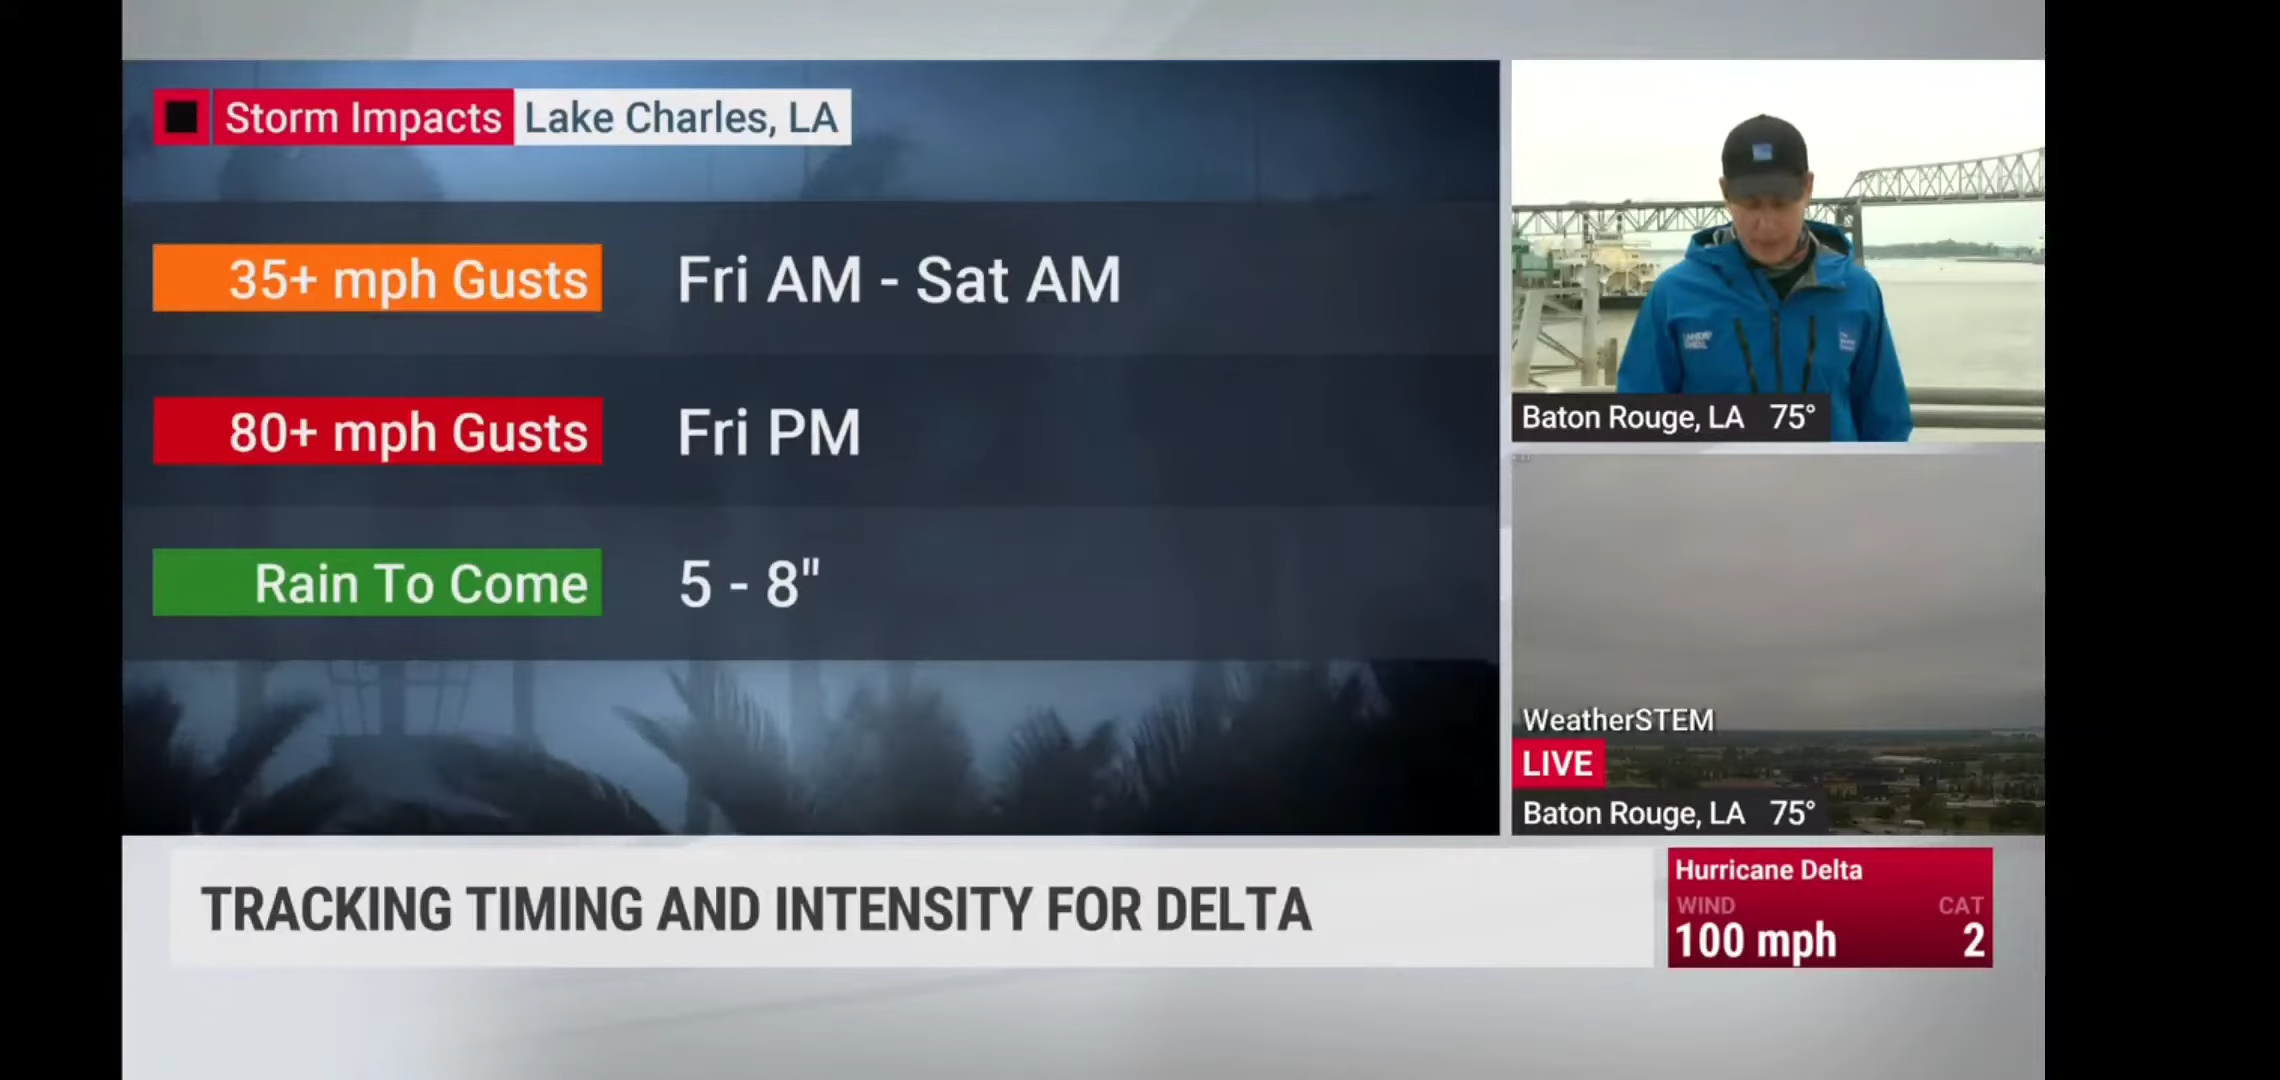 Storm Impacts Lake Charles, LA
35+ mph Gusts Fri AM - Sat AM
80+ mph Gusts Fri PM
Rain To Come 5 - 8"
Baton Rouge, LA 75°
WeatherSTEM
LIVE
Baton Rouge, LA 75°
TRACKING TIMING AND INTENSITY FOR DELTA
Hurricane Delta
WIND CAT
100 mph 2